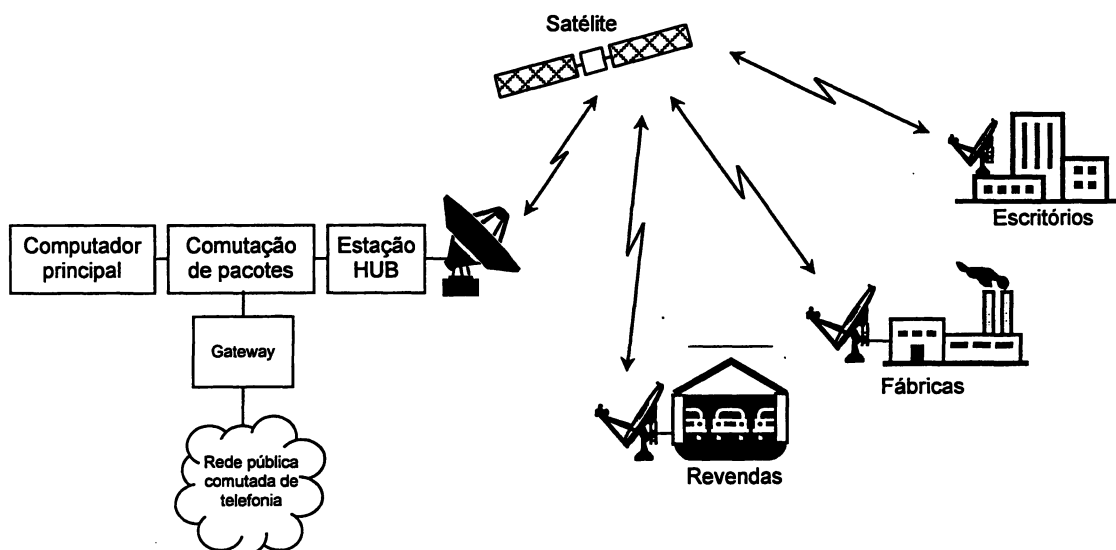 Satélite
Escritórios
Computador
principal
Comutação
de pacotes
Estação
HUB
Gateway
Fábricas
Rede pública
comutada de
telefonia
Revendas